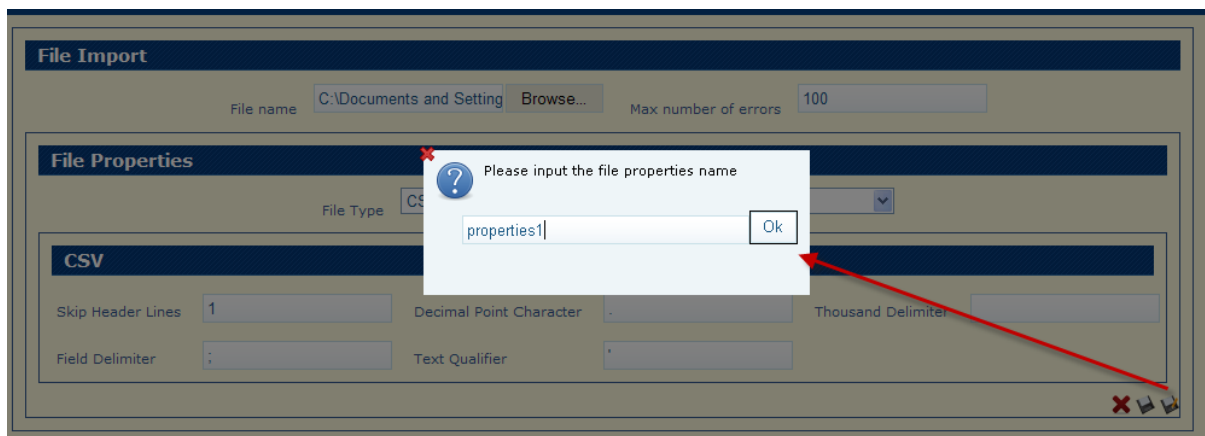 File Import
File name C:\Documents and Setting Browse... Max number of errors 100
File Properties
Please input the file properties name
File Type CS
properties1 Ok
CSV
Skip Header Lines 1 Decimal Point Character . Thousand Delimiter
Field Delimiter ; Text Qualifier '